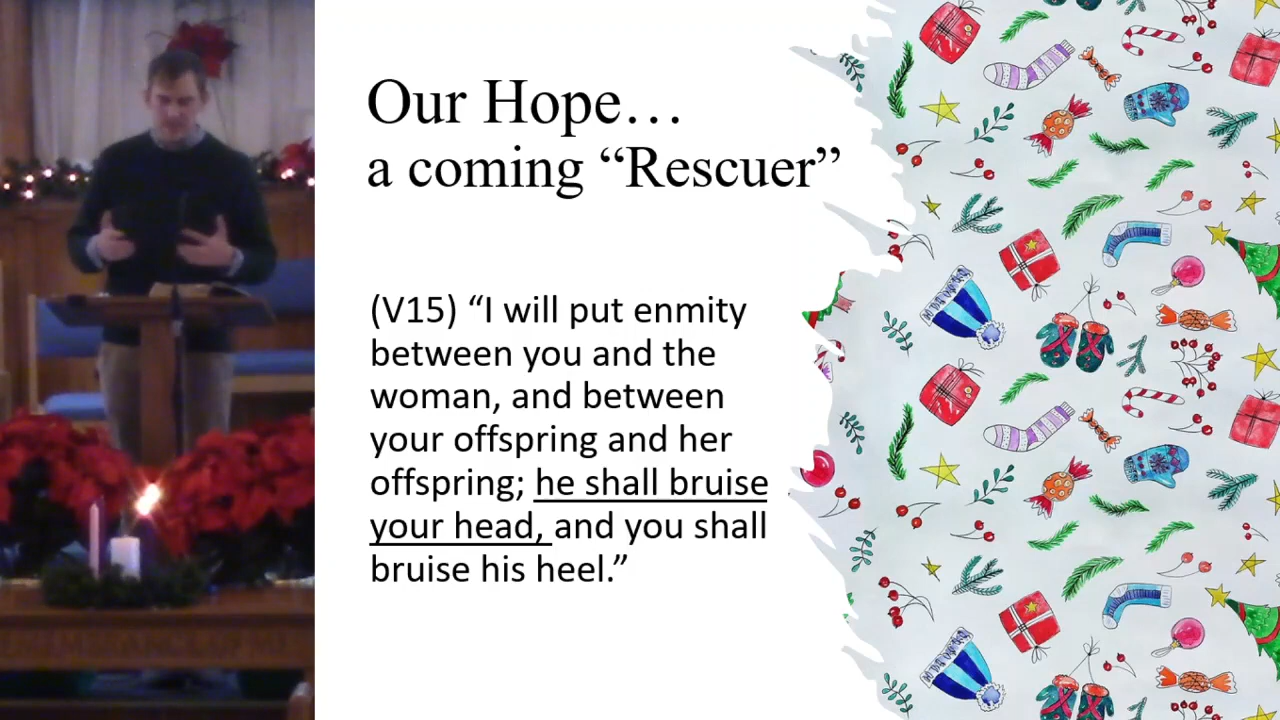 Our Hope…
a coming “Rescuer”
(V15) “I will put enmity
between you and the
woman, and between
your offspring and her
offspring; he shall bruise
your head, and you shall
bruise his heel.”